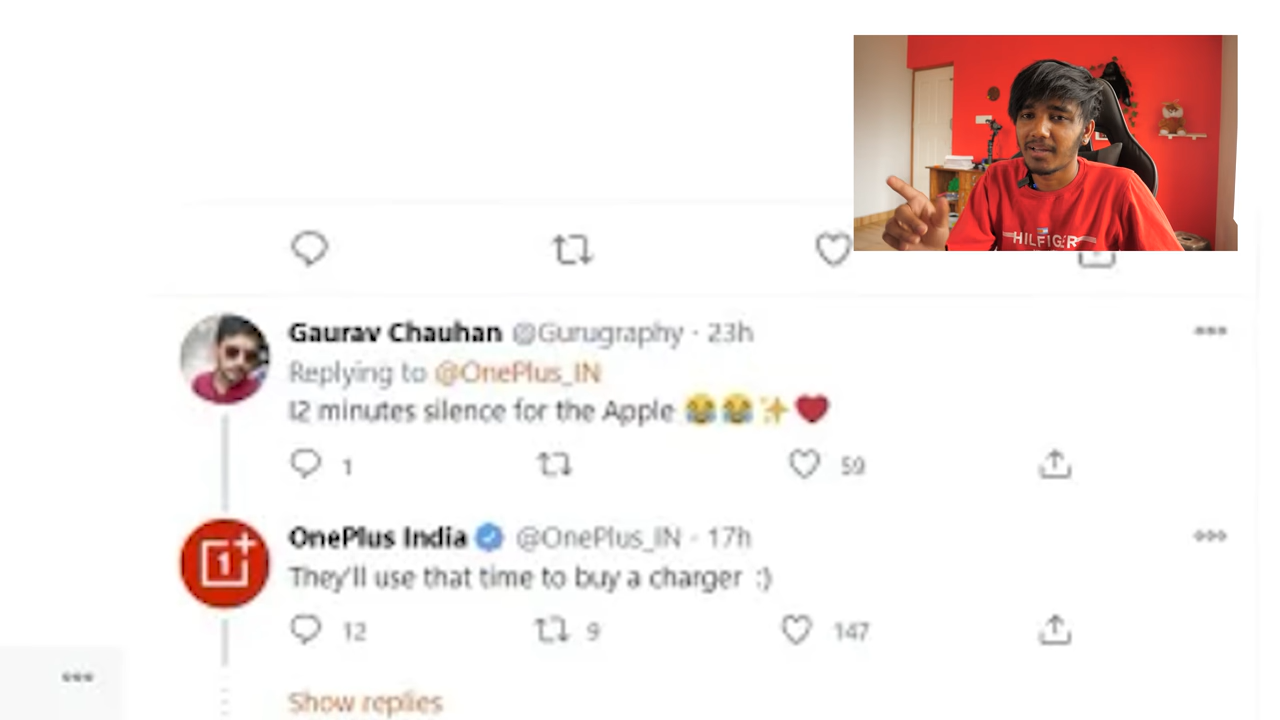 HILFIGER
Gaurav Chauhan @Gurugraphy · 23h
Replying to @OnePlus_IN
12 minutes silence for the Apple 😂😂✨❤️
1 59
OnePlus India @OnePlus_IN · 17h
They'll use that time to buy a charger :)
12 9 147
Show replies